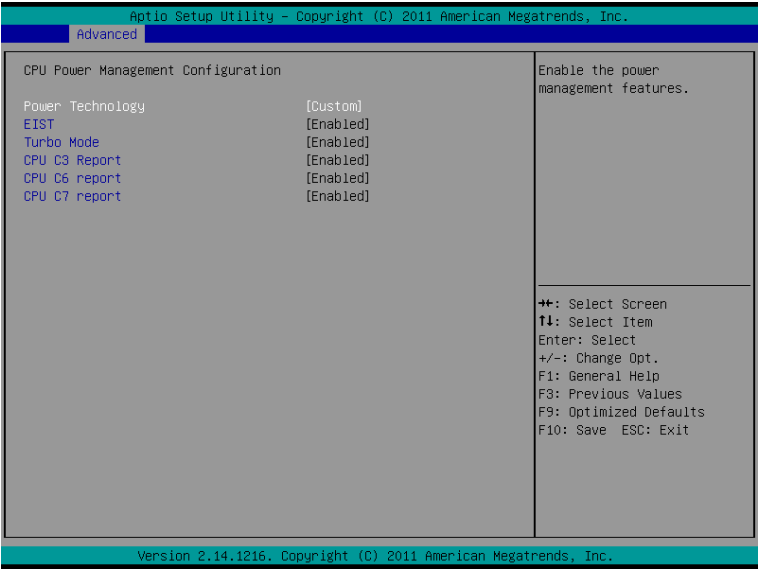 Aptio Setup Utility – Copyright (C) 2011 American Megatrends, Inc.
Advanced
CPU Power Management Configuration
Power Technology [Custom]
EIST [Enabled]
Turbo Mode [Enabled]
CPU C3 Report [Enabled]
CPU C6 report [Enabled]
CPU C7 report [Enabled]
Enable the power
management features.
→←: Select Screen
↑↓: Select Item
Enter: Select
+/-: Change Opt.
F1: General Help
F3: Previous Values
F9: Optimized Defaults
F10: Save ESC: Exit
Version 2.14.1216. Copyright (C) 2011 American Megatrends, Inc.